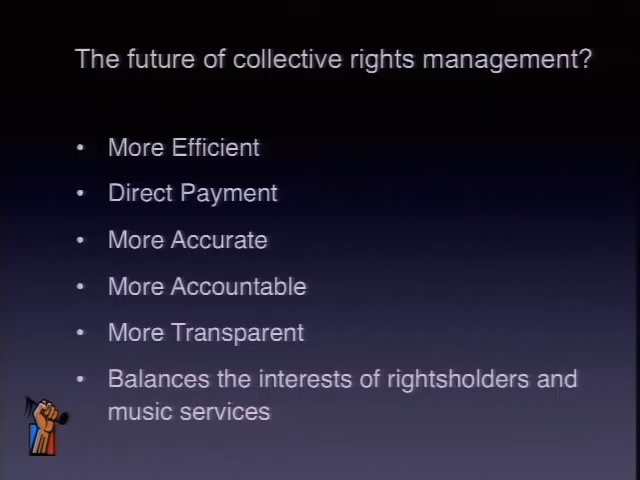 The future of collective rights management?
• More Efficient
• Direct Payment
• More Accurate
• More Accountable
• More Transparent
• Balances the interests of rightsholders and
music services